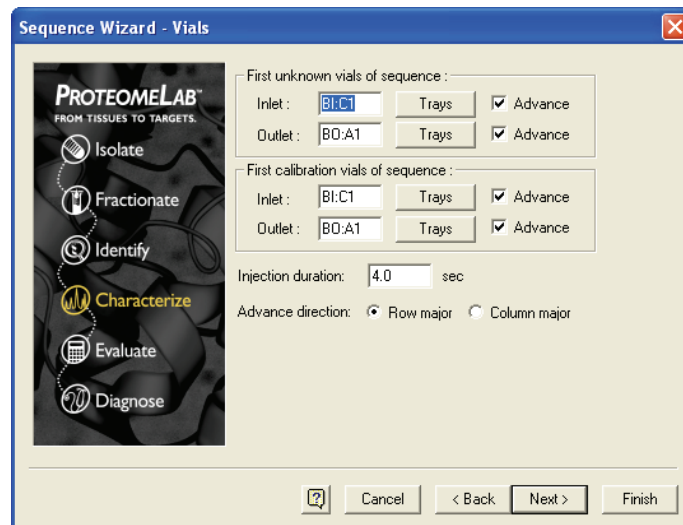 Sequence Wizard - Vials
PROTEOMELAB™
FROM TISSUES TO TARGETS.
Isolate
Fractionate
Identify
Characterize
Evaluate
Diagnose
First unknown vials of sequence :
Inlet : BI:C1 Trays Advance
Outlet : BO:A1 Trays Advance
First calibration vials of sequence :
Inlet : BI:C1 Trays Advance
Outlet : BO:A1 Trays Advance
Injection duration: 4.0 sec
Advance direction: Row major Column major
Cancel < Back Next > Finish